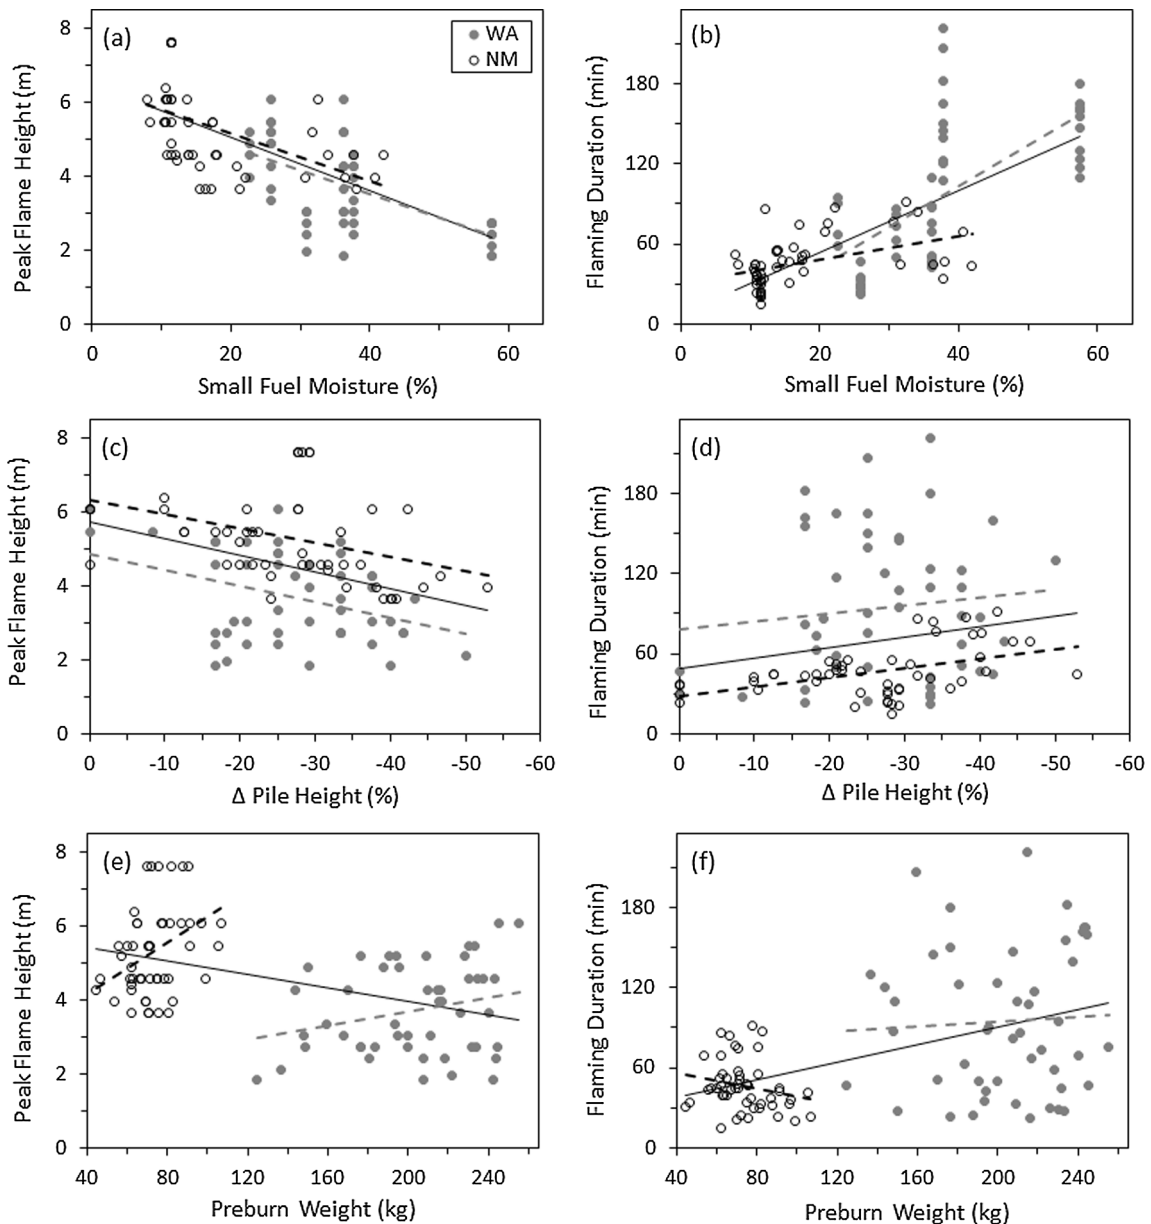 (a)
WA
NM
Peak Flame Height (m)
8
6
4
2
0
0 20 40 60
Small Fuel Moisture (%)
(b)
Flaming Duration (min)
180
120
60
0
0 20 40 60
Small Fuel Moisture (%)
(c)
Peak Flame Height (m)
8
6
4
2
0
0 -10 -20 -30 -40 -50 -60
Δ Pile Height (%)
(d)
Flaming Duration (min)
180
120
60
0
0 -10 -20 -30 -40 -50 -60
Δ Pile Height (%)
(e)
Peak Flame Height (m)
8
6
4
2
0
40 80 120 160 200 240
Preburn Weight (kg)
(f)
Flaming Duration (min)
180
120
60
0
40 80 120 160 200 240
Preburn Weight (kg)